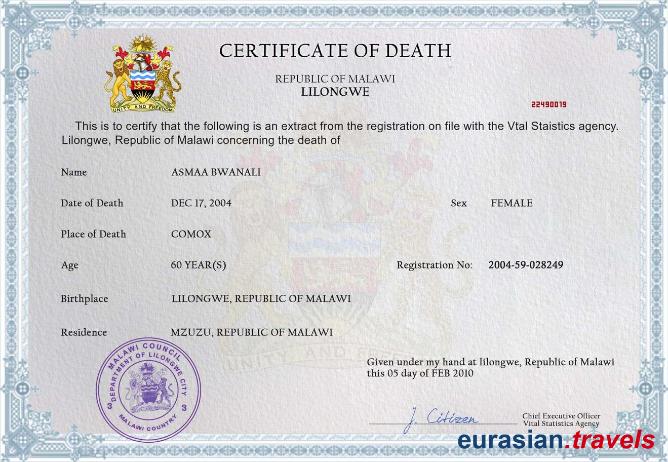 CERTIFICATE OF DEATH
REPUBLIC OF MALAWI
LILONGWE
UNITY AND FREEDOM
22490019
This is to certify that the following is an extract from the registration on file with the Vtal Staistics agency.
Lilongwe, Republic of Malawi concerning the death of
Name ASMAA BWANALI
Date of Death DEC 17, 2004 Sex FEMALE
Place of Death COMOX
Age 60 YEAR(S) Registration No: 2004-59-028249
Birthplace LILONGWE, REPUBLIC OF MALAWI
Residence MZUZU, REPUBLIC OF MALAWI
MALAWI COUNCIL
DEPARTMENT OF LILONGWE CITY
MALAWI COUNTRY
3 3
Given under my hand at lilongwe, Republic of Malawi
this 05 day of FEB 2010
J. Citizen
Chief Executive Officer
Vital Statistics Agency
eurasian.travels